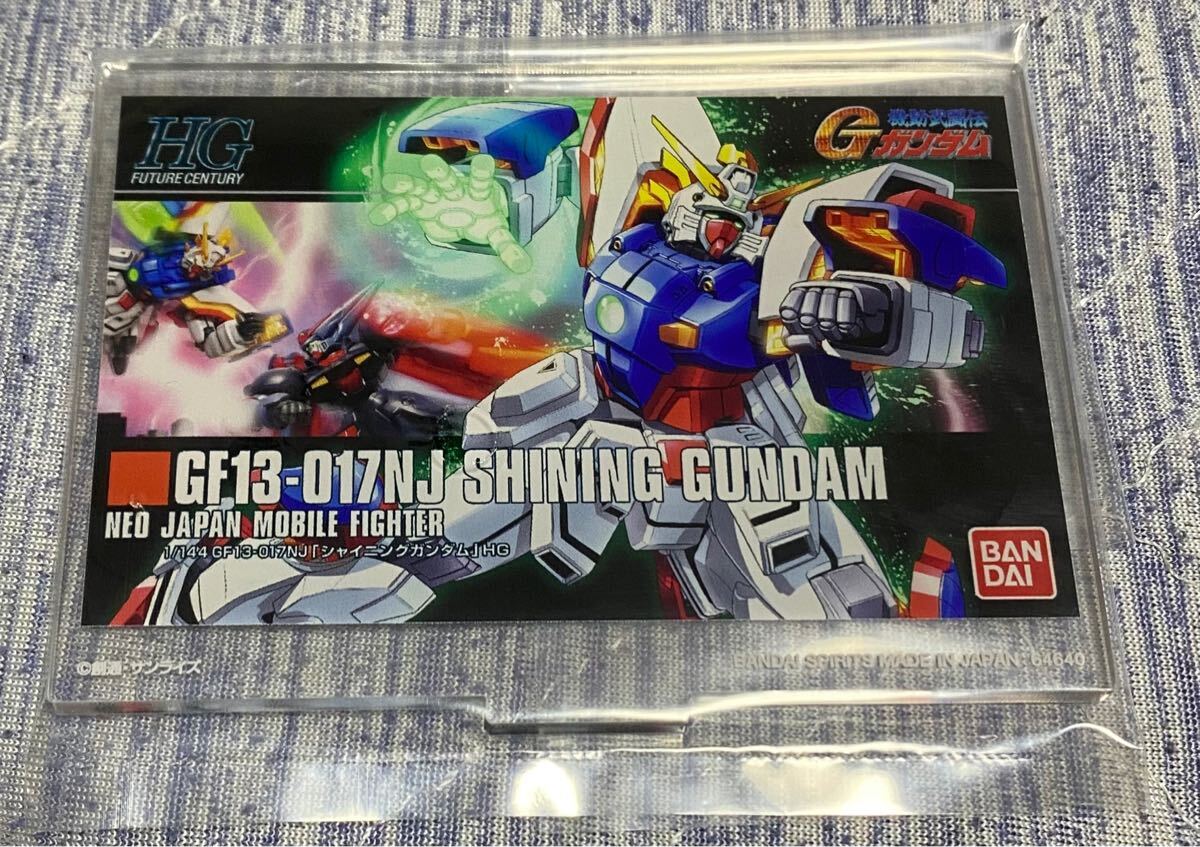 HG
FUTURE CENTURY
機動武闘伝
Gガンダム
GF13-017NJ SHINING GUNDAM
NEO JAPAN MOBILE FIGHTER
1/144 GF13-017NJ「シャイニングガンダム」HG
BAN
DAI
©創通・サンライズ
BANDAI SPIRITS MADE IN JAPAN: 64640